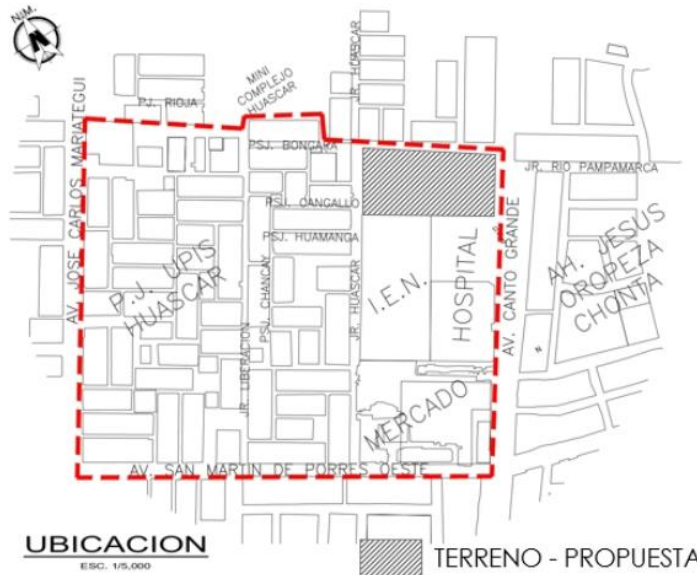 N.M.
N
MINI
COMPLEJO
HUASCAR
JR. HUASCAR
PJ. RIOJA
PSJ. BONGARA
JR. RIO PAMPAMARCA
AV. JOSE CARLOS MARIATEGUI
PSJ. CANGALLO
PSJ. HUAMANGA
P.J. UPIS
HUASCAR
PSJ. CHANCAY
JR. HUASCAR
I.E.N.
HOSPITAL
AV. CANTO GRANDE
AH. JESUS
OROPEZA
CHONTA
JR. LIBERACION
MERCADO
AV. SAN MARTIN DE PORRES OESTE
UBICACION
ESC. 1/5,000
TERRENO - PROPUESTA